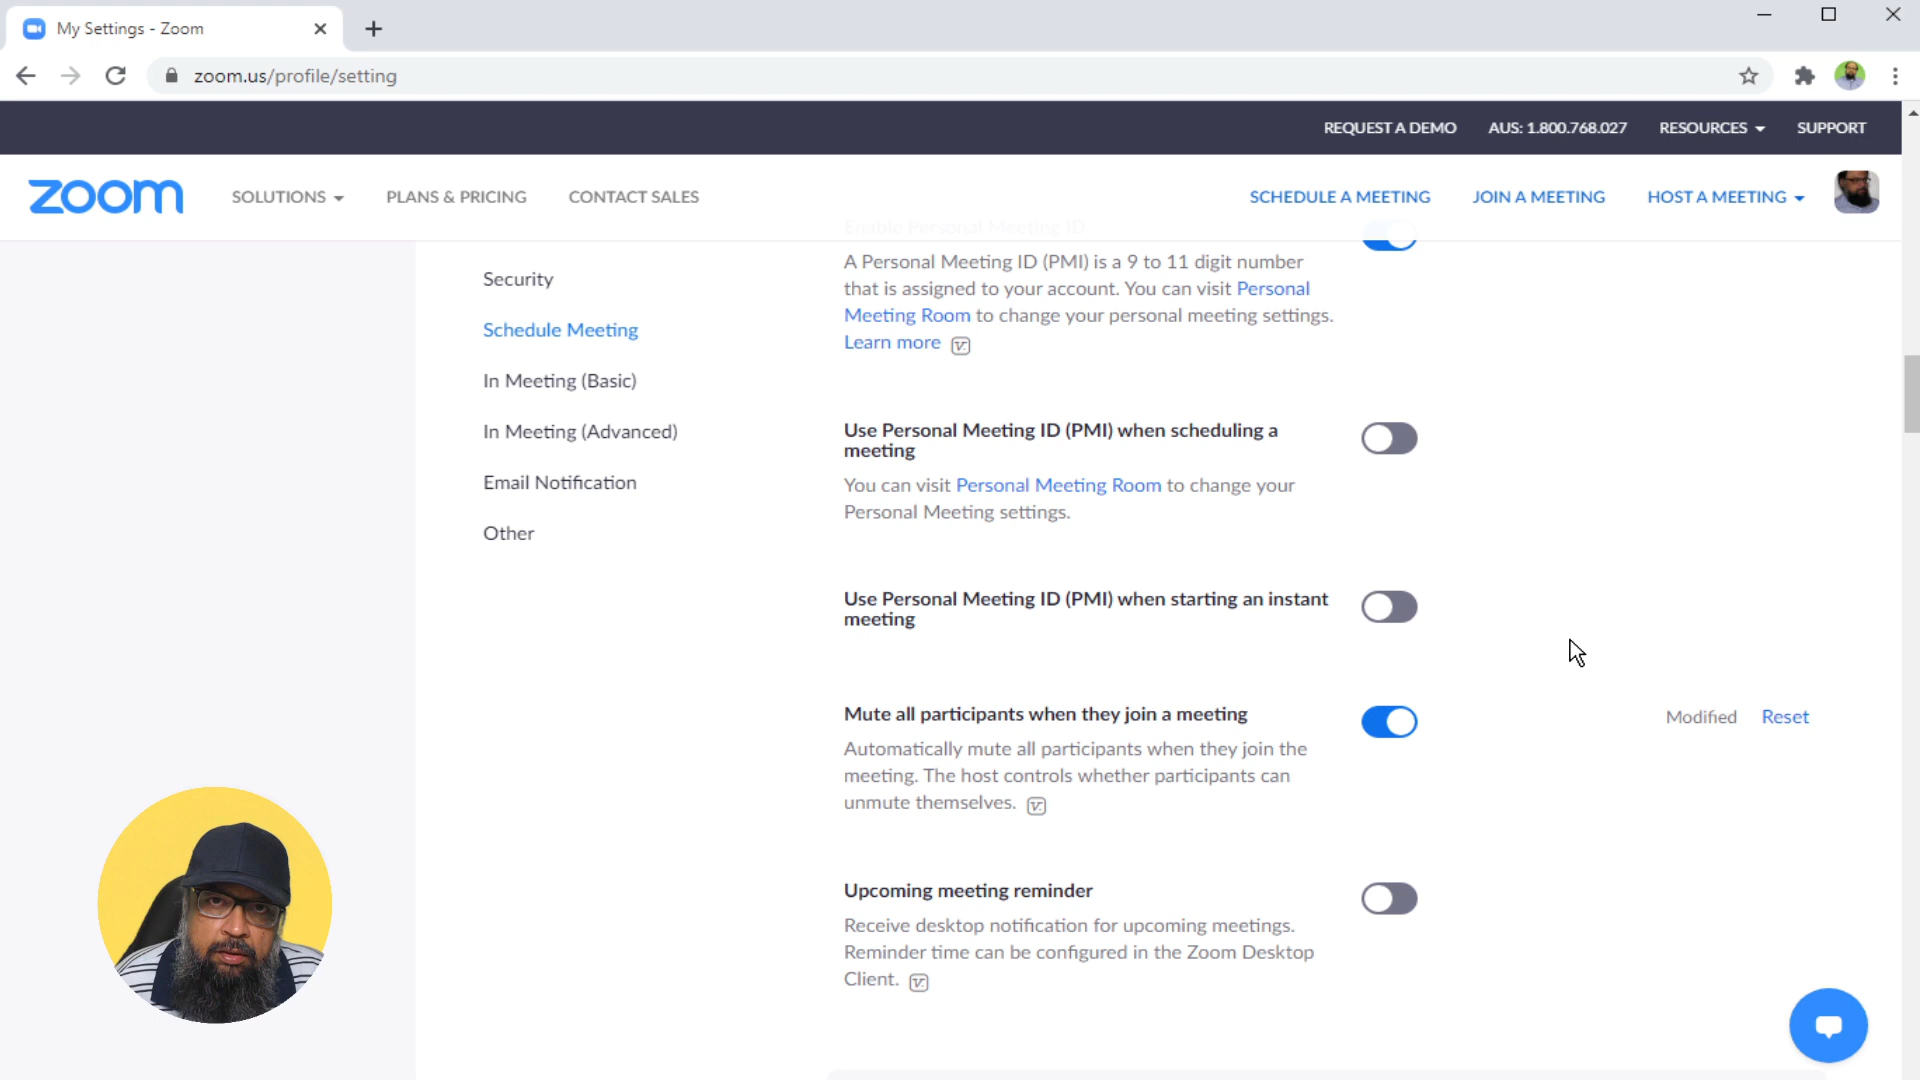 My Settings - Zoom
zoom.us/profile/setting
REQUEST A DEMO
AUS: 1.800.768.027
RESOURCES
SUPPORT
zoom
SOLUTIONS
PLANS & PRICING
CONTACT SALES
SCHEDULE A MEETING
JOIN A MEETING
HOST A MEETING
Security
Schedule Meeting
In Meeting (Basic)
In Meeting (Advanced)
Email Notification
Other
Enable Personal Meeting ID
A Personal Meeting ID (PMI) is a 9 to 11 digit number
that is assigned to your account. You can visit Personal
Meeting Room to change your personal meeting settings.
Learn more
Use Personal Meeting ID (PMI) when scheduling a
meeting
You can visit Personal Meeting Room to change your
Personal Meeting settings.
Use Personal Meeting ID (PMI) when starting an instant
meeting
Mute all participants when they join a meeting
Modified Reset
Automatically mute all participants when they join the
meeting. The host controls whether participants can
unmute themselves.
Upcoming meeting reminder
Receive desktop notification for upcoming meetings.
Reminder time can be configured in the Zoom Desktop
Client.